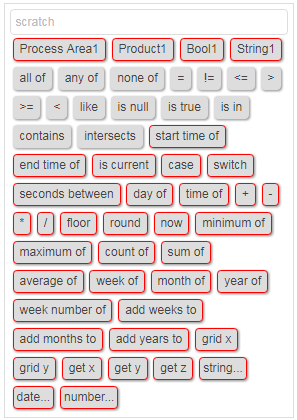 scratch
Process Area1 Product1 Bool1 String1
all of any of none of = != <= >
>= < like is null is true is in
contains intersects start time of
end time of is current case switch
seconds between day of time of + -
* / floor round now minimum of
maximum of count of sum of
average of week of month of year of
week number of add weeks to
add months to add years to grid x
grid y get x get y get z string...
date... number...